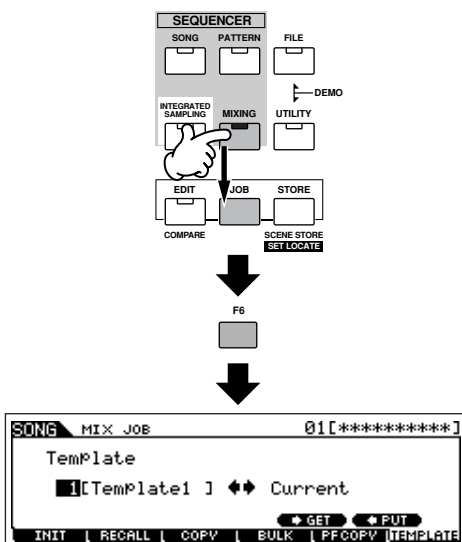 SEQUENCER
SONG PATTERN FILE
DEMO
INTEGRATED
SAMPLING MIXING UTILITY
EDIT JOB STORE
COMPARE SCENE STORE
SET LOCATE
F6
SONG MIX JOB 01[**********]
Template
1[Template1 ] Current
GET PUT
INIT RECALL COPY BULK PFCOPY TEMPLATE